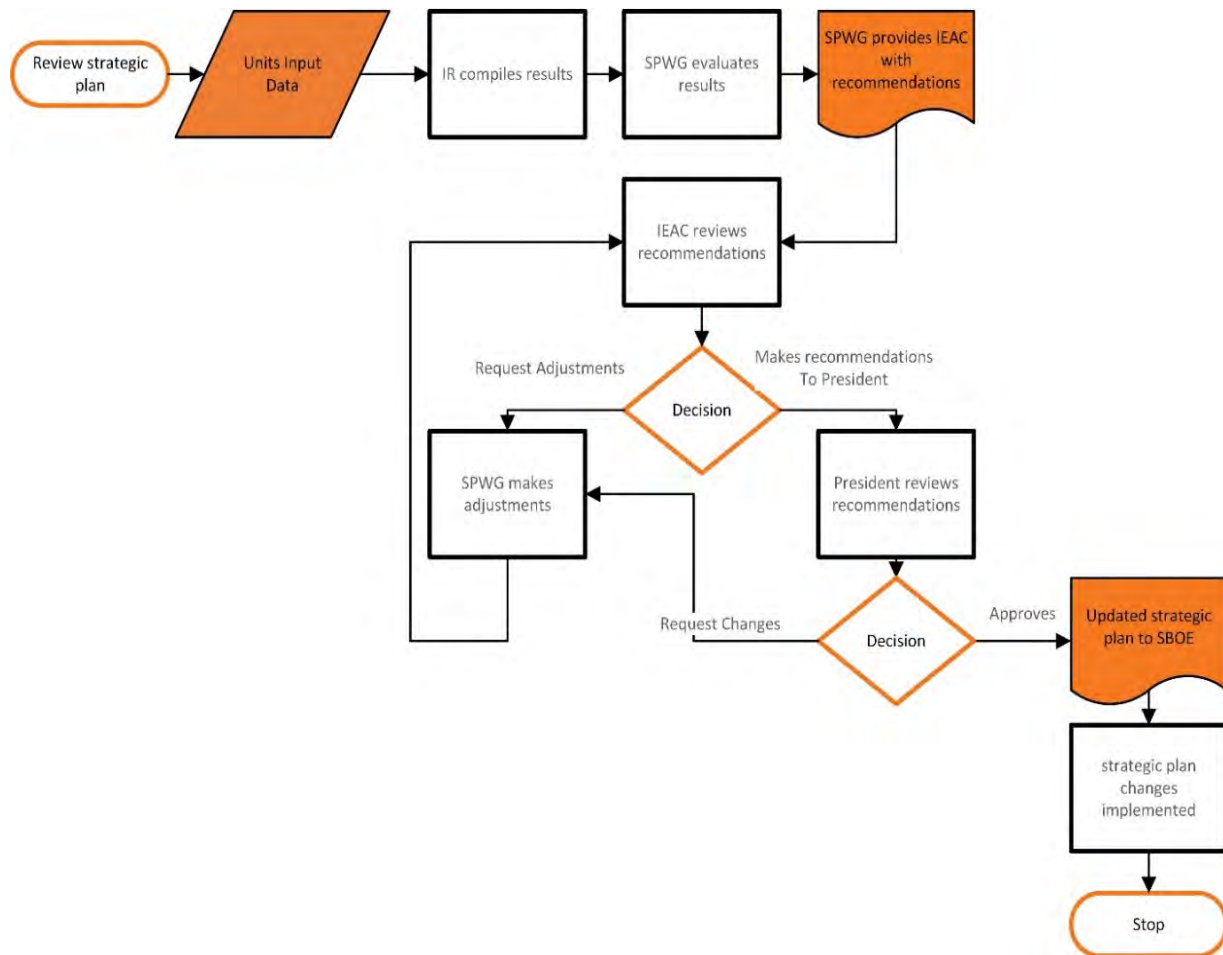 Review strategic
plan
Units Input
Data
IR compiles results
SPWG evaluates
results
SPWG provides IEAC
with
recommendations
IEAC reviews
recommendations
Request Adjustments
Makes recommendations
To President
Decision
SPWG makes
adjustments
President reviews
recommendations
Request Changes
Decision
Approves
Updated strategic
plan to SBOE
strategic plan
changes
implemented
Stop